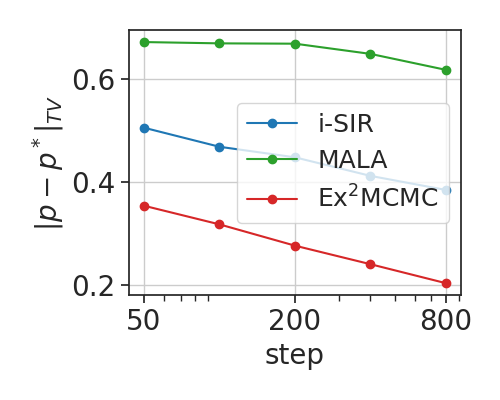 |p − p*|TV
0.6
0.4
0.2
i-SIR
MALA
Ex²MCMC
50 200 800
step